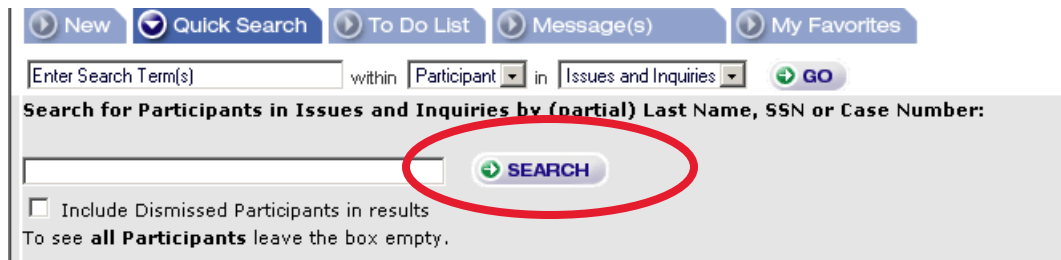 New Quick Search To Do List Message(s) My Favorites
Enter Search Term(s) within Participant in Issues and Inquiries GO
Search for Participants in Issues and Inquiries by (partial) Last Name, SSN or Case Number:
SEARCH
Include Dismissed Participants in results
To see all Participants leave the box empty.